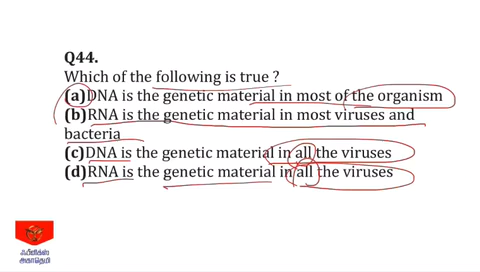 Q44.
Which of the following is true ?
(a)DNA is the genetic material in most of the organism
(b)RNA is the genetic material in most viruses and
bacteria
(c)DNA is the genetic material in all the viruses
(d)RNA is the genetic material in all the viruses
ஃபீனிக்ஸ்
அகாதெமி